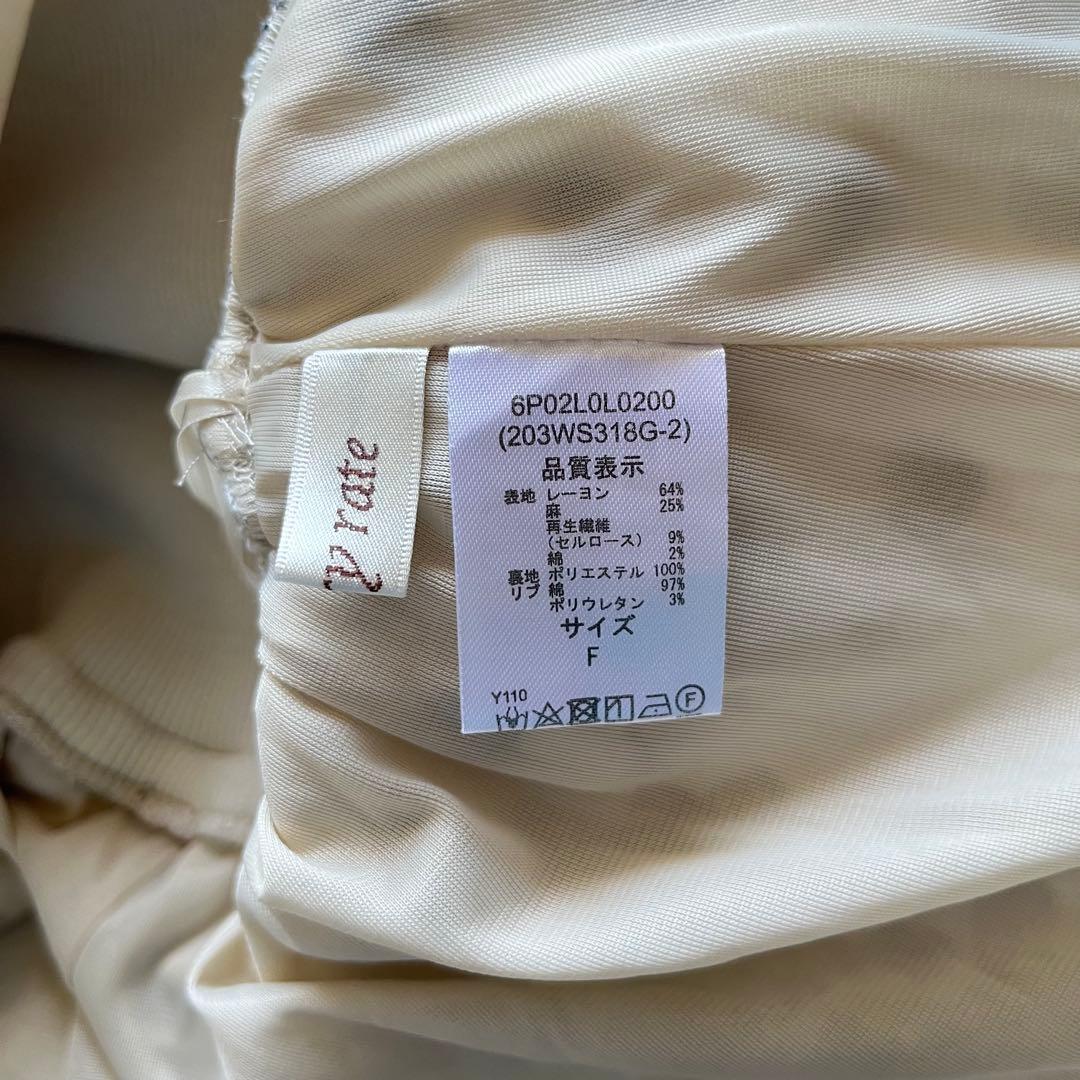 6P02L0L0200
(203WS318G-2)
品質表示
表地 レーヨン 64%
麻 25%
再生繊維
(セルロース) 9%
綿 2%
裏地 ポリエステル 100%
リブ 綿 97%
ポリウレタン 3%
サイズ
F
Y110
F
rate